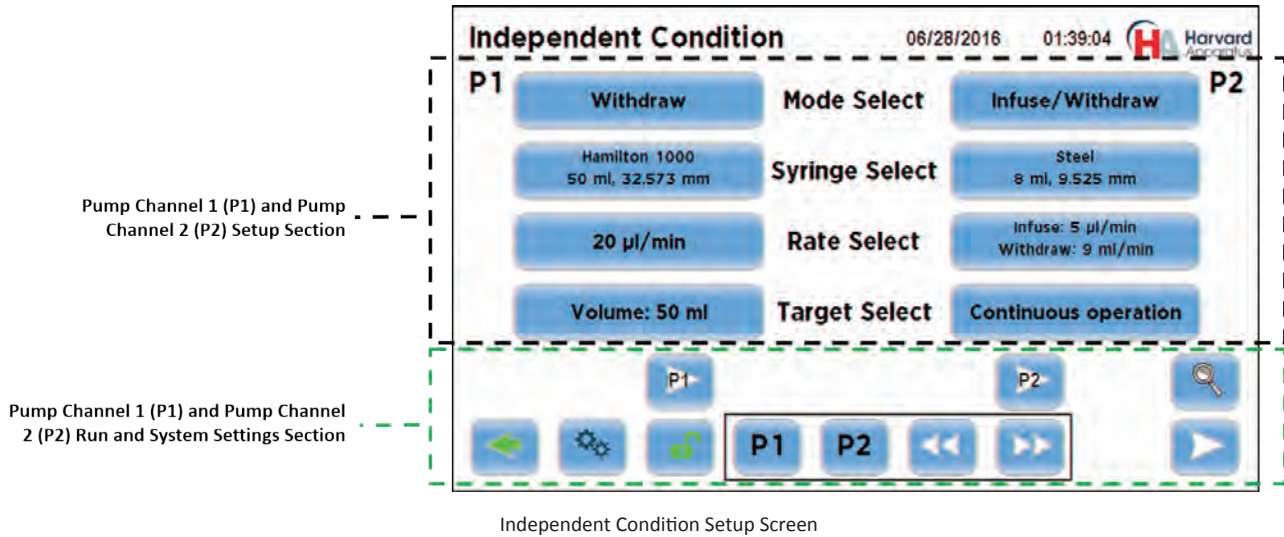 Independent Condition
06/28/2016 01:39:04 HA Harvard Apparatus
P1
P2
Withdraw Mode Select Infuse/Withdraw
Hamilton 1000
50 ml, 32.573 mm
Syringe Select
Steel
8 ml, 9.525 mm
Pump Channel 1 (P1) and Pump
Channel 2 (P2) Setup Section
20 µl/min Rate Select
Infuse: 5 µl/min
Withdraw: 9 ml/min
Volume: 50 ml Target Select Continuous operation
P1 P2
Pump Channel 1 (P1) and Pump Channel
2 (P2) Run and System Settings Section
P1 P2
Independent Condition Setup Screen